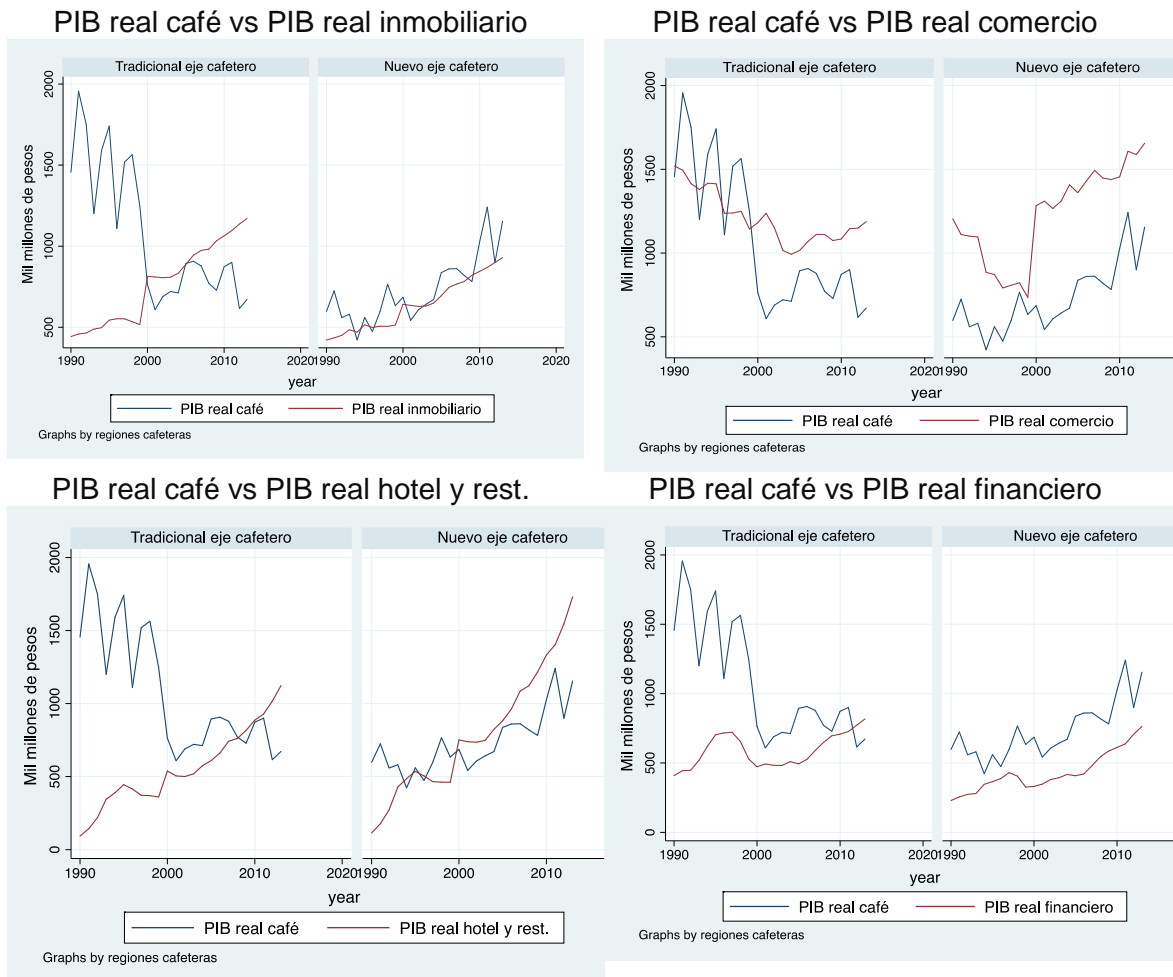 PIB real café vs PIB real inmobiliario
Tradicional eje cafetero
Nuevo eje cafetero
Mil millones de pesos
2000
1500
1000
500
1990
2000
2010
2020
1990
2000
2010
2020
year
PIB real café
PIB real inmobiliario
Graphs by regiones cafeteras
PIB real café vs PIB real comercio
Tradicional eje cafetero
Nuevo eje cafetero
Mil millones de pesos
2000
1500
1000
500
1990
2000
2010
2020
1990
2000
2010
year
PIB real café
PIB real comercio
Graphs by regiones cafeteras
PIB real café vs PIB real hotel y rest.
Tradicional eje cafetero
Nuevo eje cafetero
Mil millones de pesos
2000
1500
1000
500
0
1990
2000
2010
2020
1990
2000
2010
year
PIB real café
PIB real hotel y rest.
Graphs by regiones cafeteras
PIB real café vs PIB real financiero
Tradicional eje cafetero
Nuevo eje cafetero
Mil millones de pesos
2000
1500
1000
500
0
1990
2000
2010
2020
1990
2000
2010
year
PIB real café
PIB real financiero
Graphs by regiones cafeteras